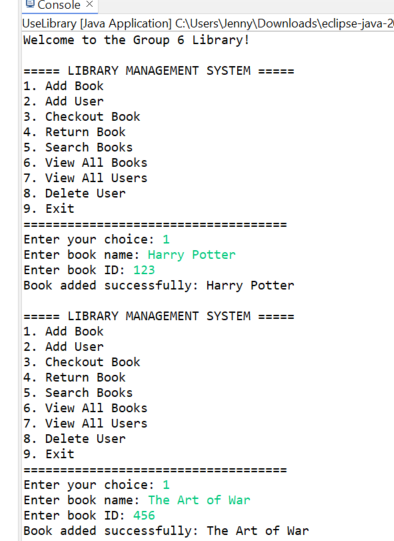 Console ×
UseLibrary [Java Application] C:\Users\Jenny\Downloads\eclipse-java-2
Welcome to the Group 6 Library!
===== LIBRARY MANAGEMENT SYSTEM =====
1. Add Book
2. Add User
3. Checkout Book
4. Return Book
5. Search Books
6. View All Books
7. View All Users
8. Delete User
9. Exit
=====================================
Enter your choice: 1
Enter book name: Harry Potter
Enter book ID: 123
Book added successfully: Harry Potter
===== LIBRARY MANAGEMENT SYSTEM =====
1. Add Book
2. Add User
3. Checkout Book
4. Return Book
5. Search Books
6. View All Books
7. View All Users
8. Delete User
9. Exit
=====================================
Enter your choice: 1
Enter book name: The Art of War
Enter book ID: 456
Book added successfully: The Art of War